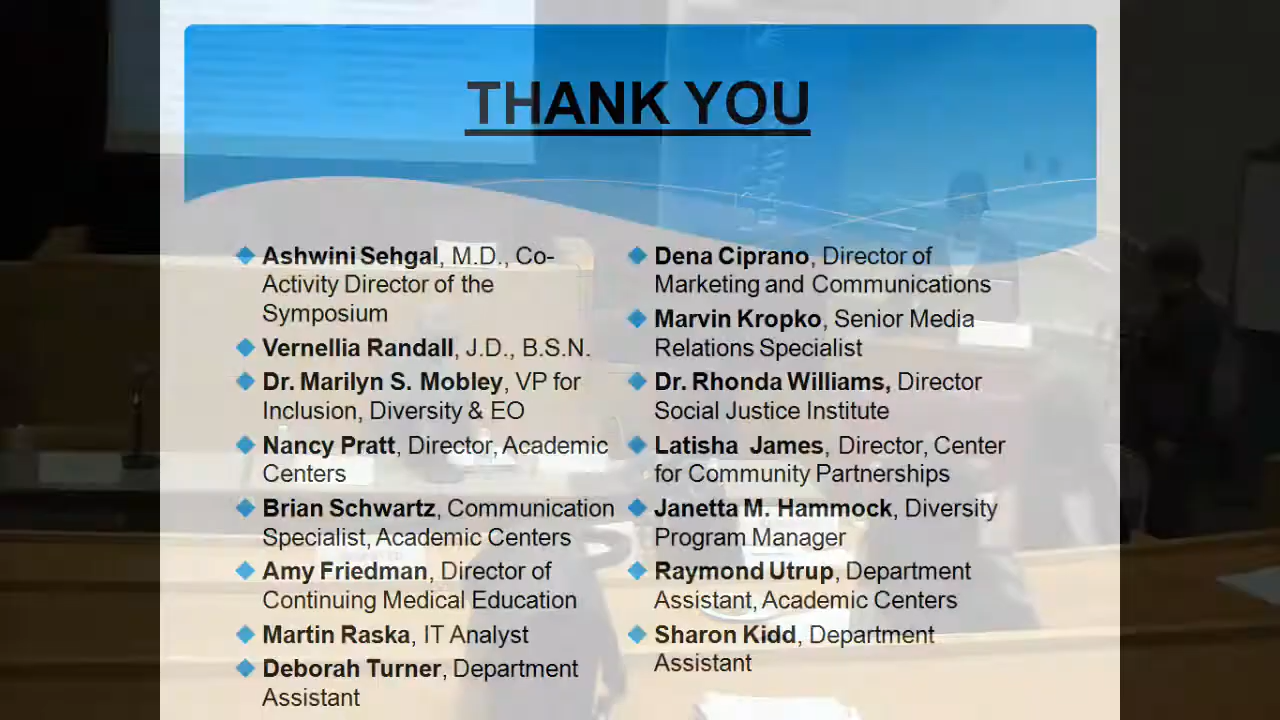 THANK YOU
Ashwini Sehgal, M.D., Co-
Activity Director of the
Symposium
Vernellia Randall, J.D., B.S.N.
Dr. Marilyn S. Mobley, VP for
Inclusion, Diversity & EO
Nancy Pratt, Director, Academic
Centers
Brian Schwartz, Communication
Specialist, Academic Centers
Amy Friedman, Director of
Continuing Medical Education
Martin Raska, IT Analyst
Deborah Turner, Department
Assistant
Dena Ciprano, Director of
Marketing and Communications
Marvin Kropko, Senior Media
Relations Specialist
Dr. Rhonda Williams, Director
Social Justice Institute
Latisha James, Director, Center
for Community Partnerships
Janetta M. Hammock, Diversity
Program Manager
Raymond Utrup, Department
Assistant, Academic Centers
Sharon Kidd, Department
Assistant